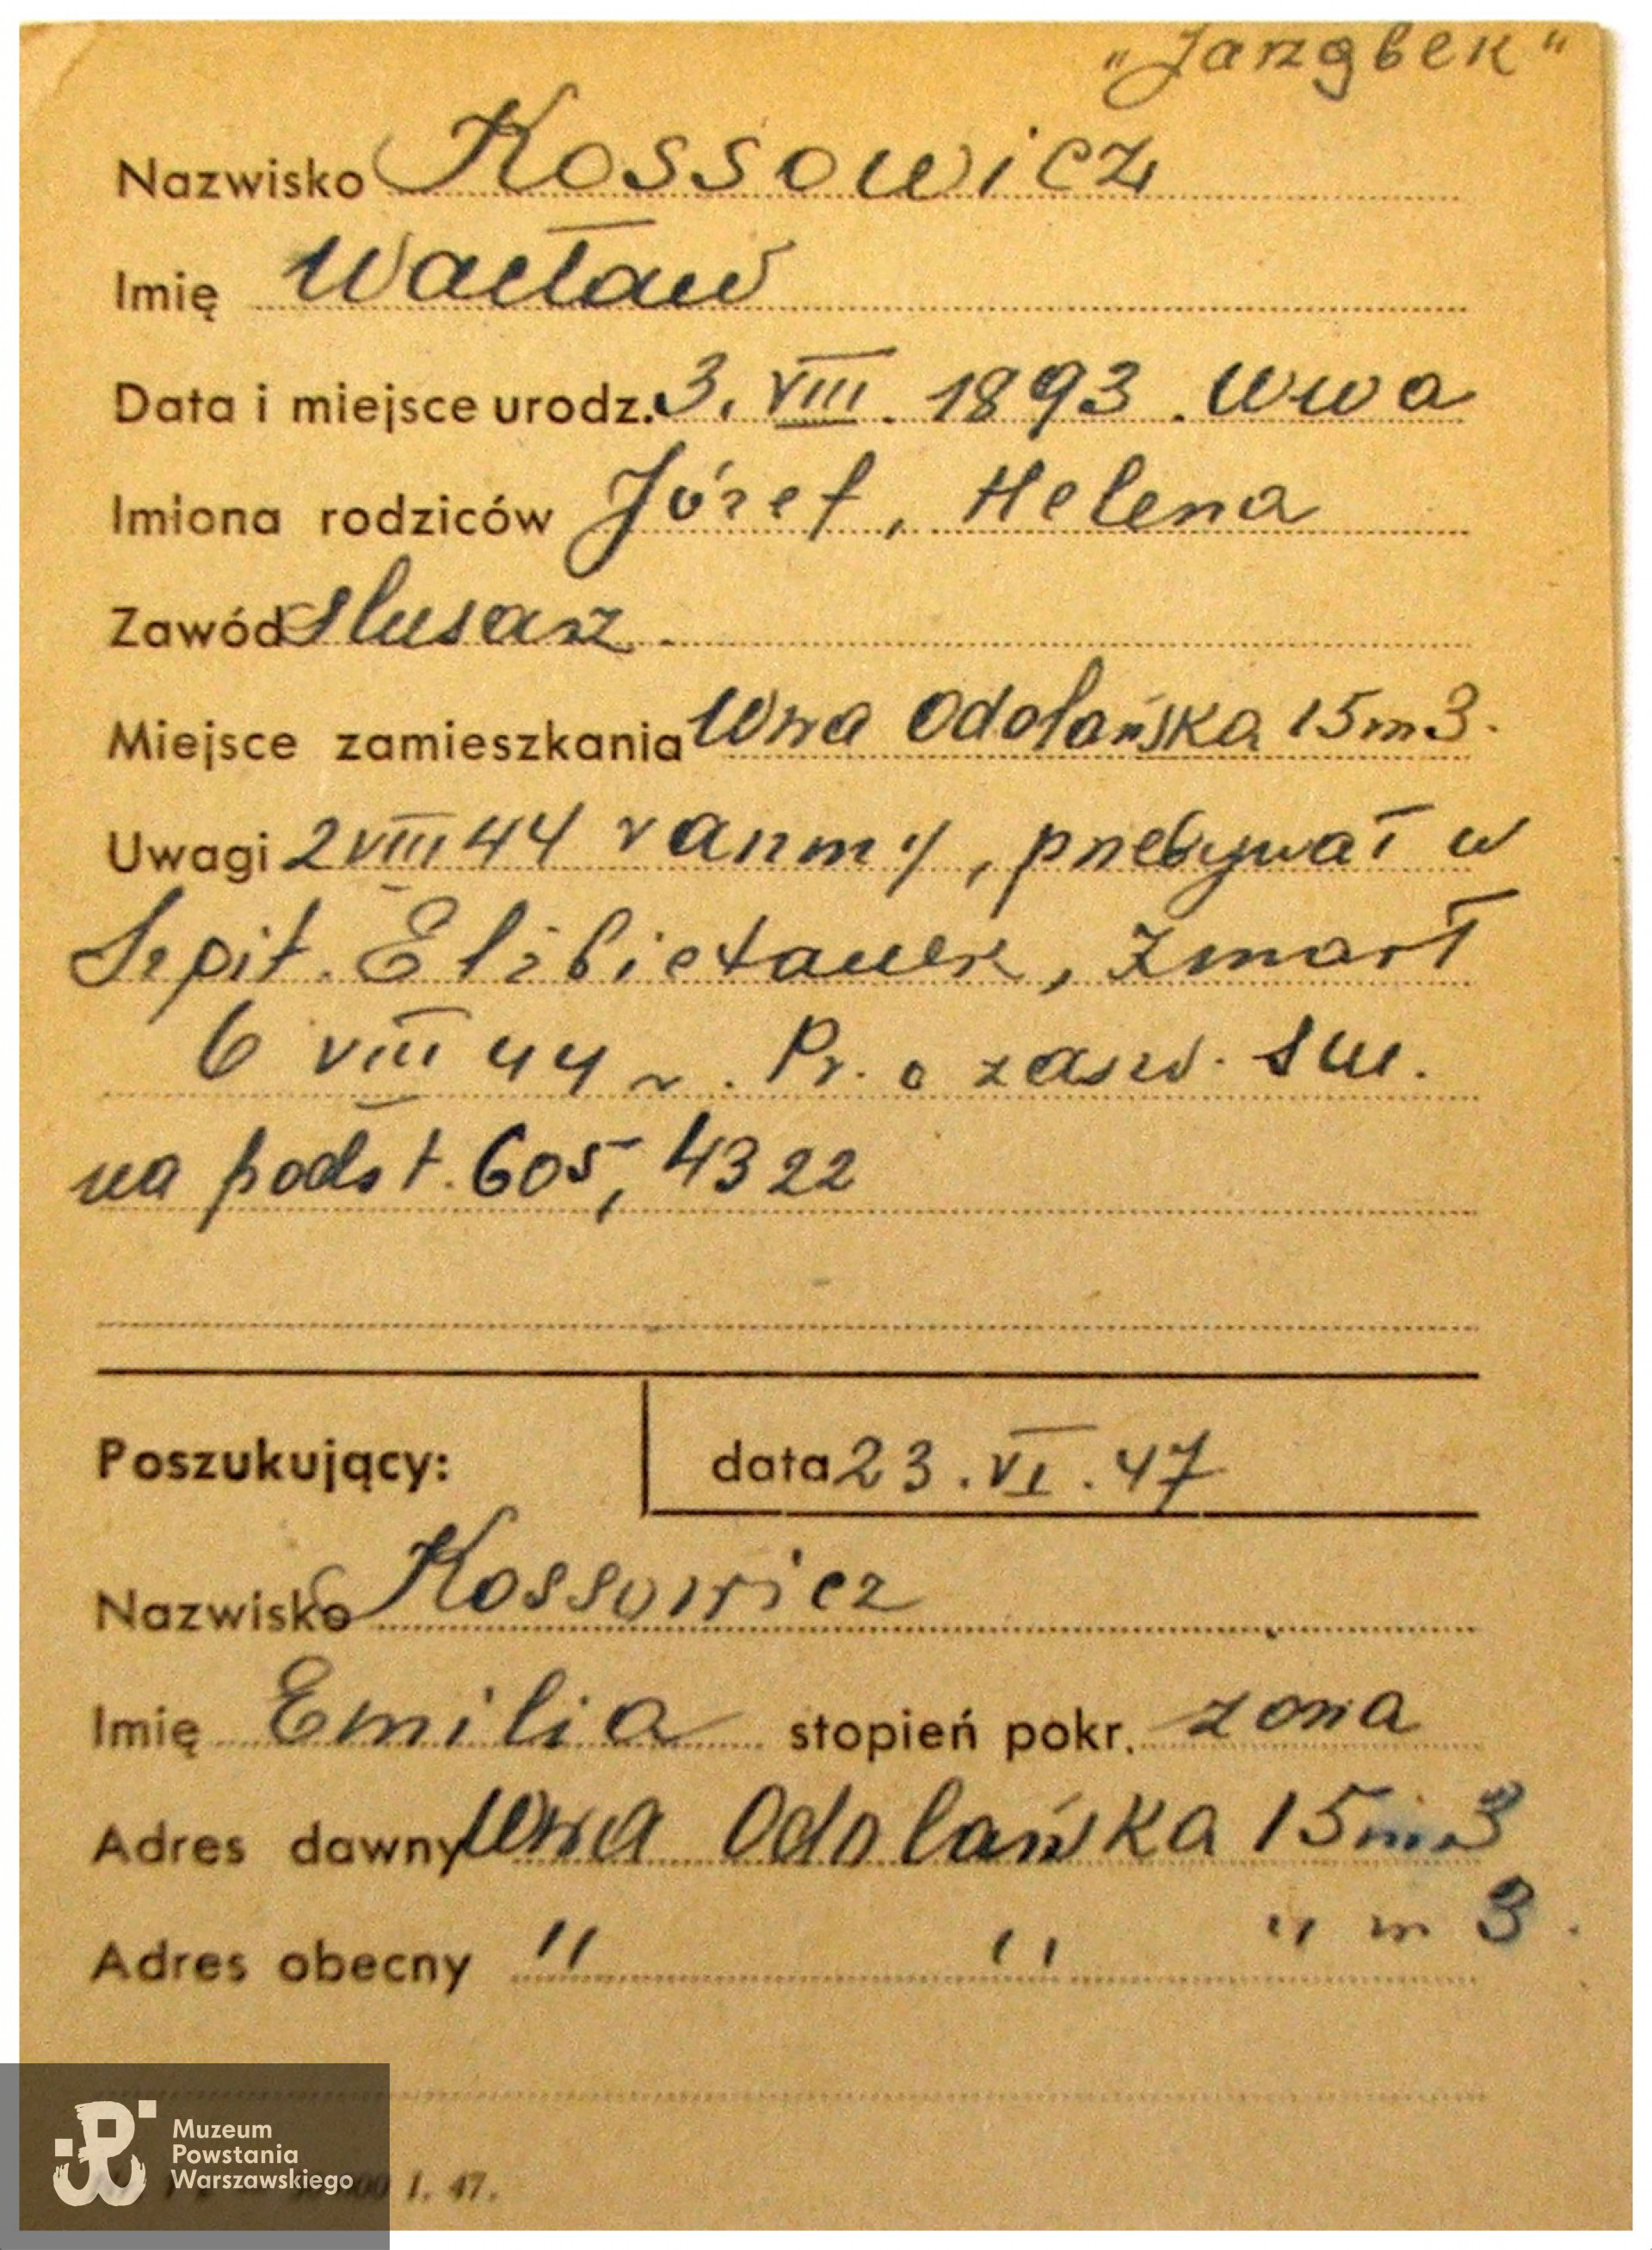 „Jarząbek"
Nazwisko Kossowicz
Imię Wacław
Data i miejsce urodz. 3. VIII. 1893. Wwa
Imiona rodziców Józef, Helena
Zawód ślusarz
Miejsce zamieszkania Wwa Odolańska 15 m 3.
Uwagi 2 VIII 44 ranny, przebywał w
Szpit. Elżbietanek, zmarł
6 VIII 44 r. Pr. o zaśw. śm.
na podst. 605, 4322
Poszukujący: data 23. VI. 47
Nazwisko Kossowicz
Imię Emilia stopień pokr. żona
Adres dawny Wwa Odolańska 15 m 3
Adres obecny " " " m 3.
Muzeum
Powstania
Warszawskiego
I. 47.